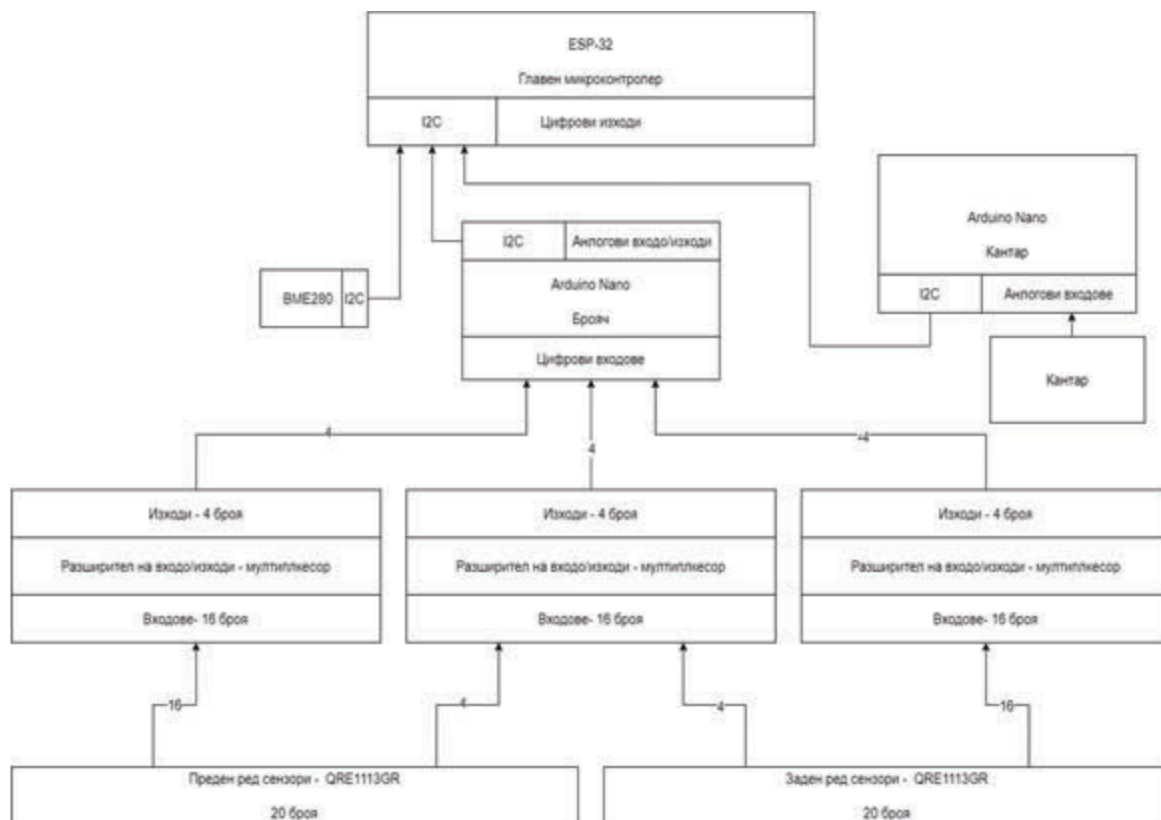 ESP-32
Главен микроконтролер
I2C
Цифрови изходи
Arduino Nano
Кантар
I2C
Анлогови входо/изходи
I2C
Анлогови входове
BME280
I2C
Arduino Nano
Брояч
Цифрови входове
Кантар
4
4
4
Изходи - 4 броя
Изходи - 4 броя
Изходи - 4 броя
Разширител на входо/изходи - мултиплкесор
Разширител на входо/изходи - мултиплкесор
Разширител на входо/изходи - мултиплкесор
Входове- 16 броя
Входове- 16 броя
Входове- 16 броя
16
4
4
16
Преден ред сензори - QRE1113GR
20 броя
Заден ред сензори - QRE1113GR
20 броя